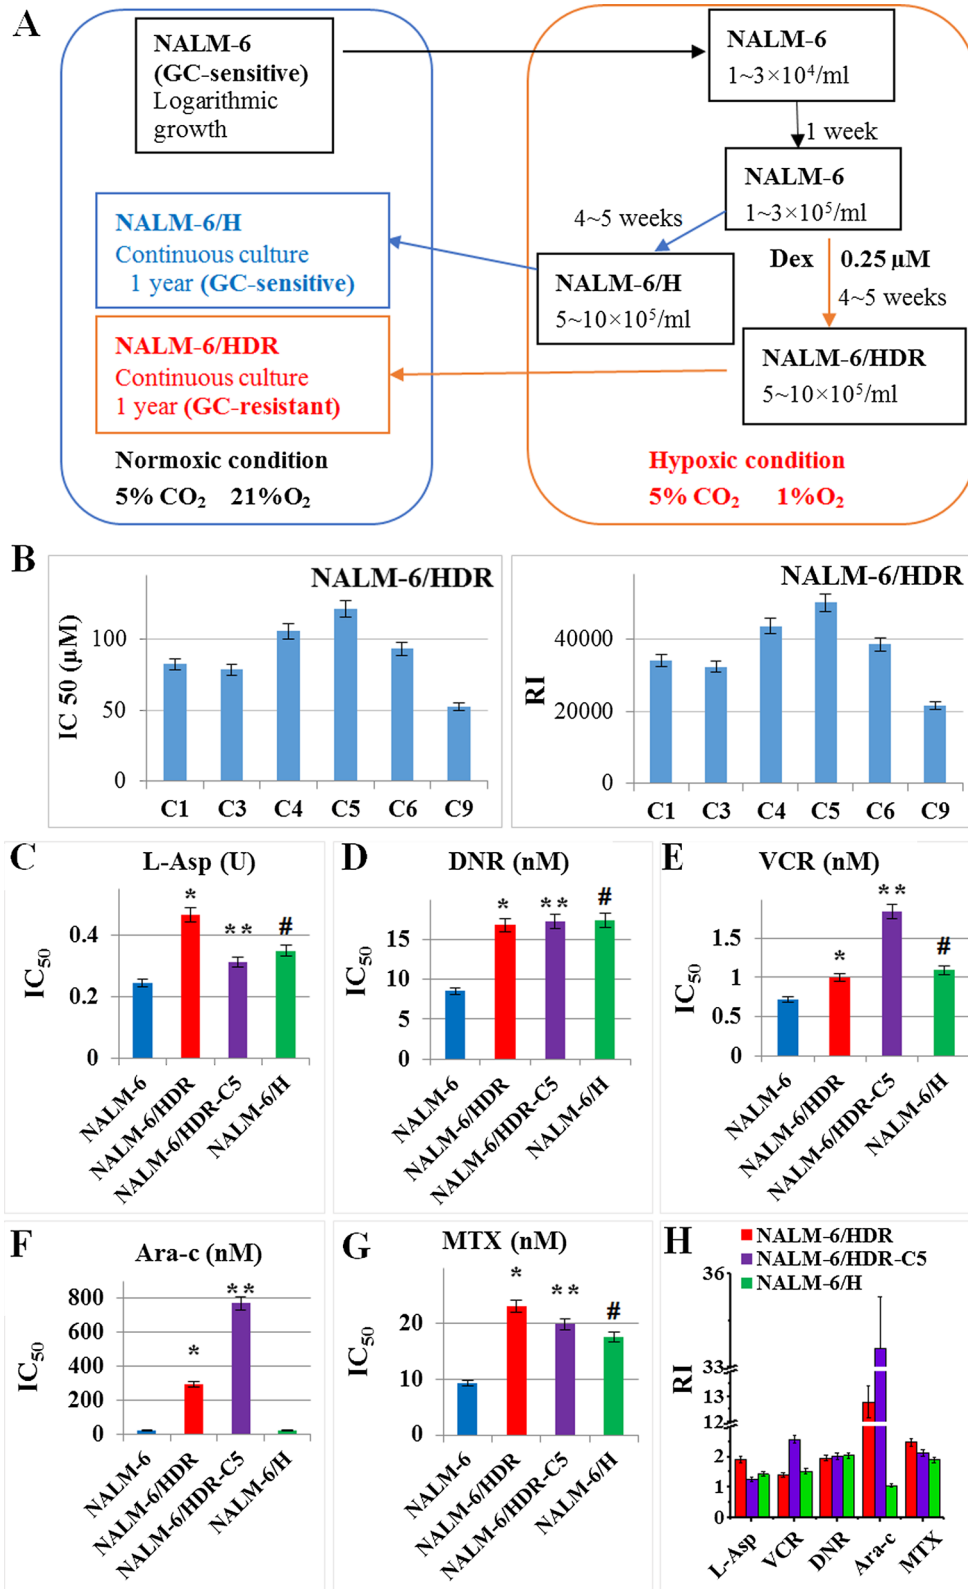 A
NALM-6
(GC-sensitive)
Logarithmic
growth
NALM-6
1~3×10⁴/ml
1 week
NALM-6
1~3×10⁵/ml
4~5 weeks
NALM-6/H
Continuous culture
1 year (GC-sensitive)
NALM-6/H
5~10×10⁵/ml
Dex 0.25 µM
4~5 weeks
NALM-6/HDR
Continuous culture
1 year (GC-resistant)
NALM-6/HDR
5~10×10⁵/ml
Normoxic condition
5% CO₂ 21%O₂
Hypoxic condition
5% CO₂ 1%O₂
B
NALM-6/HDR
IC 50 (µM)
100
50
0
C1 C3 C4 C5 C6 C9
NALM-6/HDR
RI
40000
20000
0
C1 C3 C4 C5 C6 C9
C
L-Asp (U)
IC₅₀
0.4
0.2
0
* ** #
NALM-6
NALM-6/HDR
NALM-6/HDR-C5
NALM-6/H
D
DNR (nM)
IC₅₀
15
10
5
0
* ** #
NALM-6
NALM-6/HDR
NALM-6/HDR-C5
NALM-6/H
E
VCR (nM)
IC₅₀
1.5
1
0.5
0
* ** #
NALM-6
NALM-6/HDR
NALM-6/HDR-C5
NALM-6/H
F
Ara-c (nM)
IC₅₀
800
600
400
200
0
* **
NALM-6
NALM-6/HDR
NALM-6/HDR-C5
NALM-6/H
G
MTX (nM)
IC₅₀
20
10
0
* ** #
NALM-6
NALM-6/HDR
NALM-6/HDR-C5
NALM-6/H
H
NALM-6/HDR
NALM-6/HDR-C5
NALM-6/H
RI
36
33
13
12
2
1
0
L-Asp
VCR
DNR
Ara-c
MTX